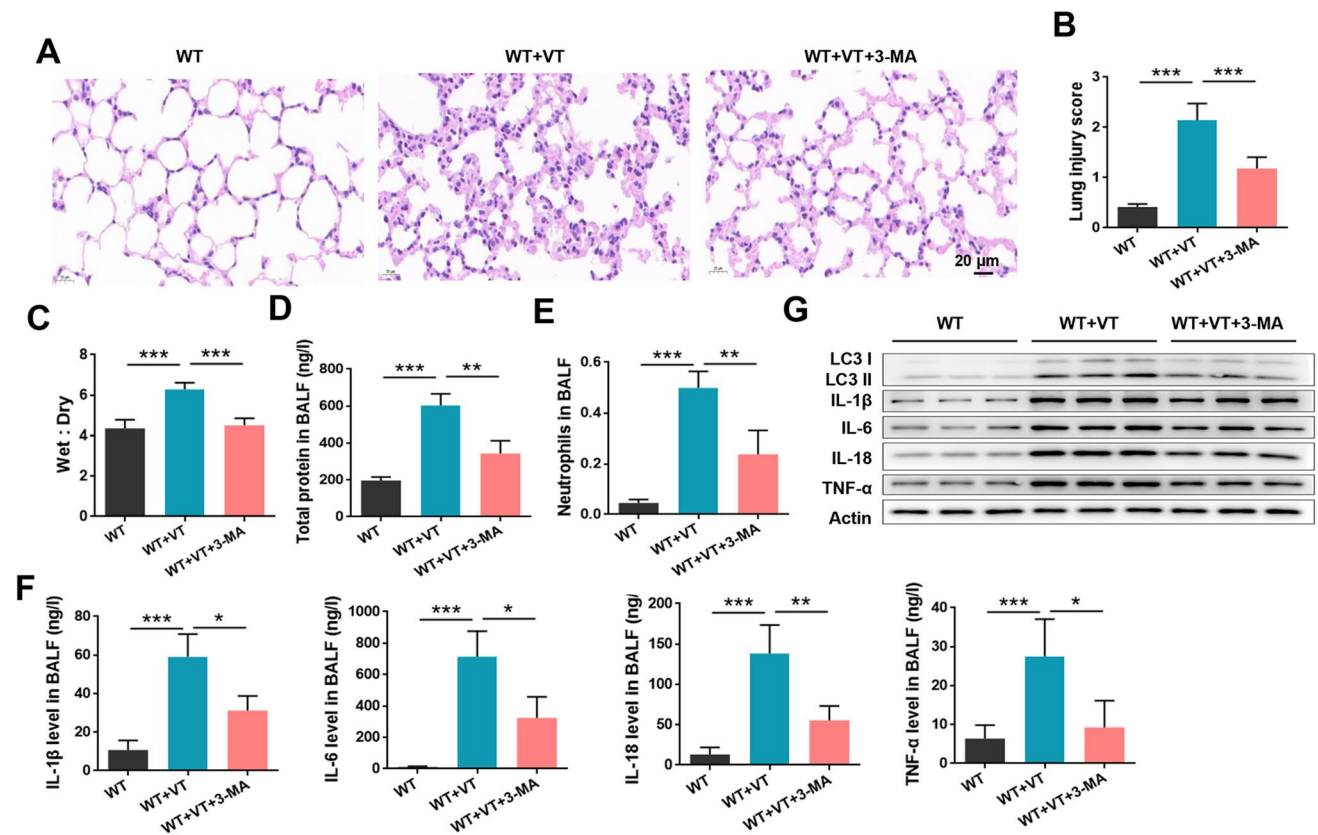 A
WT
WT+VT
WT+VT+3-MA
20 µm
B
Lung injury score
3
2
1
0
***
***
WT
WT+VT
WT+VT+3-MA
C
Wet : Dry
8
6
4
2
0
***
***
WT
WT+VT
WT+VT+3-MA
D
Total protein in BALF (ng/l)
800
600
400
200
0
***
**
WT
WT+VT
WT+VT+3-MA
E
Neutrophils in BALF
0.6
0.4
0.2
0.0
***
**
WT
WT+VT
WT+VT+3-MA
G
WT
WT+VT
WT+VT+3-MA
LC3 I
LC3 II
IL-1β
IL-6
IL-18
TNF-α
Actin
F
IL-1β level in BALF (ng/l)
80
60
40
20
0
***
*
WT
WT+VT
WT+VT+3-MA
IL-6 level in BALF (ng/l)
1000
800
600
400
200
0
***
*
WT
WT+VT
WT+VT+3-MA
IL-18 level in BALF (ng/
200
150
100
50
0
***
**
WT
WT+VT
WT+VT+3-MA
TNF-α level in BALF (ng/l)
40
30
20
10
0
***
*
WT
WT+VT
WT+VT+3-MA